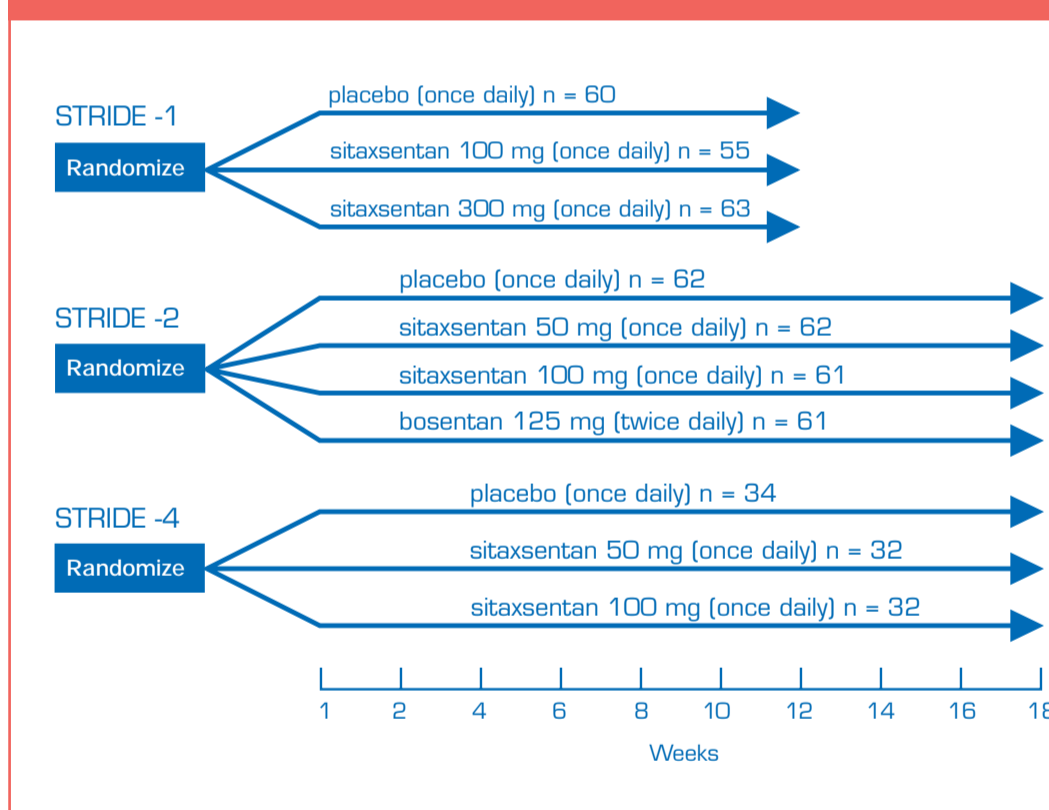 STRIDE -1
Randomize
placebo (once daily) n = 60
sitaxsentan 100 mg (once daily) n = 55
sitaxsentan 300 mg (once daily) n = 63
STRIDE -2
Randomize
placebo (once daily) n = 62
sitaxsentan 50 mg (once daily) n = 62
sitaxsentan 100 mg (once daily) n = 61
bosentan 125 mg (twice daily) n = 61
STRIDE -4
Randomize
placebo (once daily) n = 34
sitaxsentan 50 mg (once daily) n = 32
sitaxsentan 100 mg (once daily) n = 32
1 2 4 6 8 10 12 14 16 18
Weeks